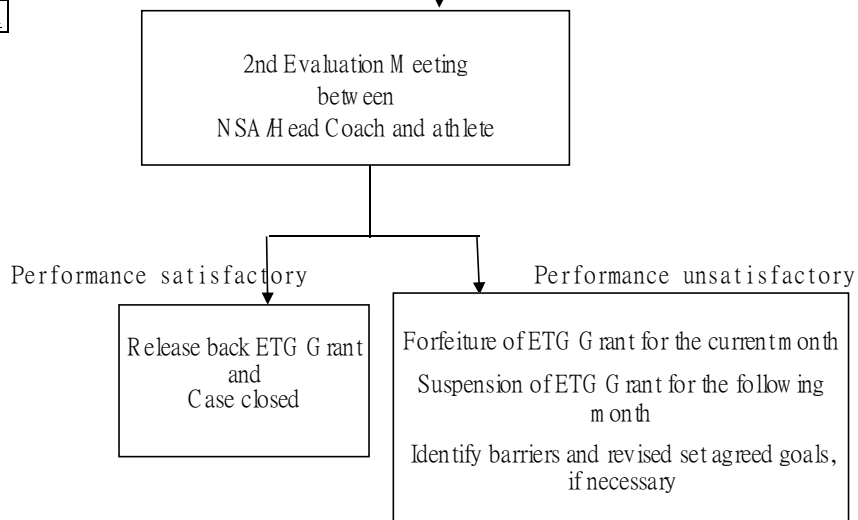 2nd Evaluation Meeting
between
NSA/Head Coach and athlete
Performance satisfactory
Performance unsatisfactory
Release back ETG Grant
and
Case closed
Forfeiture of ETG Grant for the current month
Suspension of ETG Grant for the following
month
Identify barriers and revised set agreed goals,
if necessary